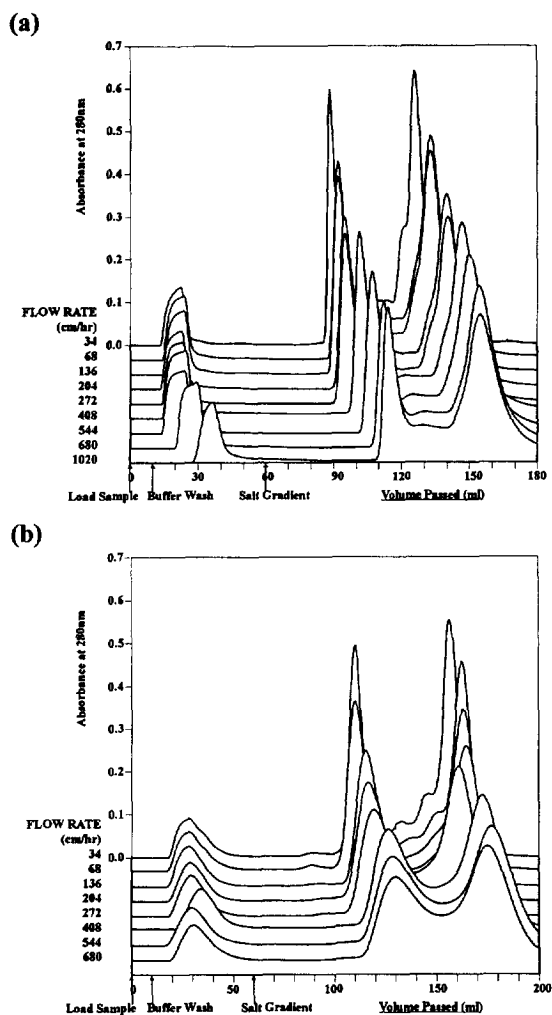 (a)
0.7
0.6
0.5
0.4
0.3
0.2
0.1
0.0
Absorbance at 280nm
FLOW RATE
(cm/hr)
34
68
136
204
272
408
544
680
1020
0 30 60 90 120 150 180
Load Sample Buffer Wash Salt Gradient Volume Passed (ml)
(b)
0.7
0.6
0.5
0.4
0.3
0.2
0.1
0.0
Absorbance at 280nm
FLOW RATE
(cm/hr)
34
68
136
204
272
408
544
680
0 50 100 150 200
Load Sample Buffer Wash Salt Gradient Volume Passed (ml)